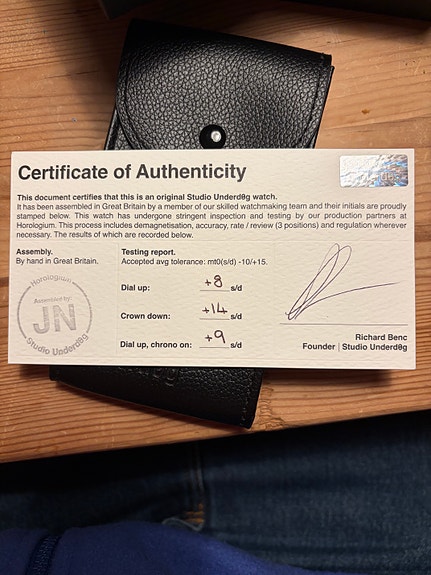 Certificate of Authenticity
This document certifies that this is an original Studio Underd0g watch.
It has been assembled in Great Britain by a member of our skilled watchmaking team and their initials are proudly
stamped below. This watch has undergone stringent inspection and testing by our production partners at
Horologium. This process includes demagnetisation, accuracy, rate / review (3 positions) and regulation wherever
necessary. The results of which are recorded below.
Assembly.
By hand in Great Britain.
Horologium
Assembled by:
JN
Studio Underd0g
Testing report.
Accepted avg tolerance: mt0(s/d) -10/+15.
Dial up: +8 s/d
Crown down: +14 s/d
Dial up, chrono on: +9 s/d
Richard Benc
Founder | Studio Underd0g